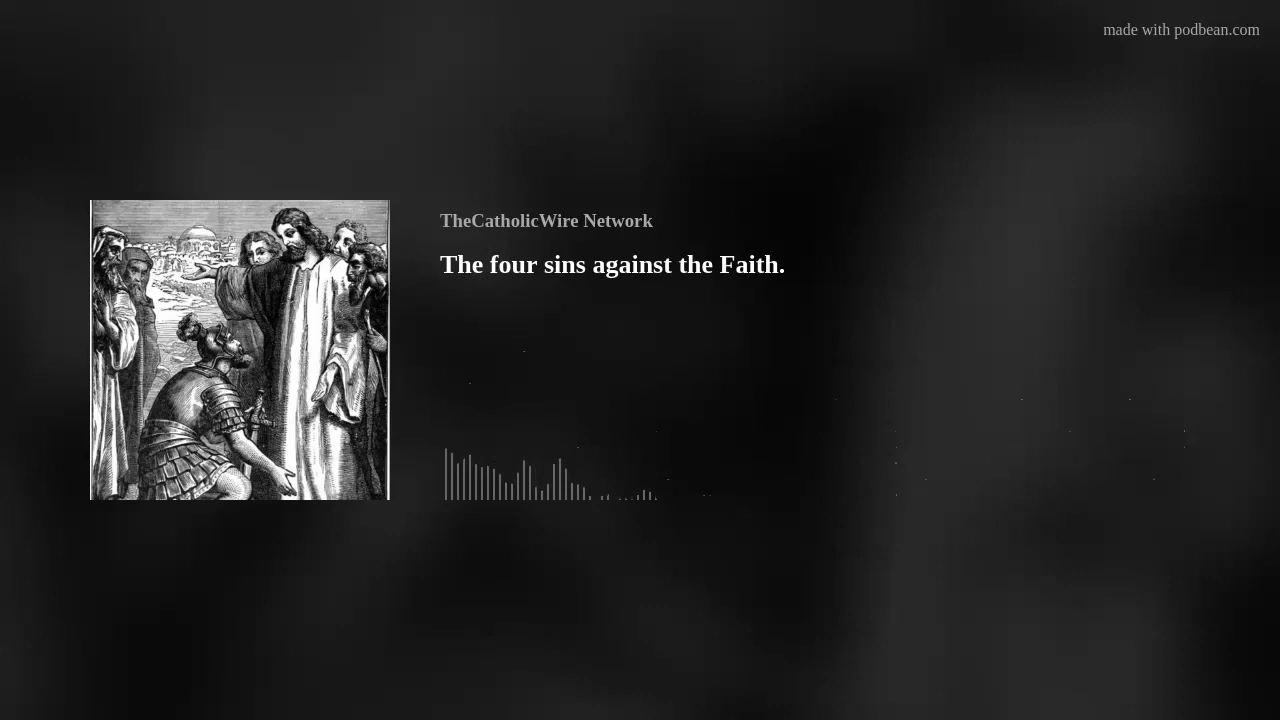 made with podbean.com
TheCatholicWire Network
The four sins against the Faith.